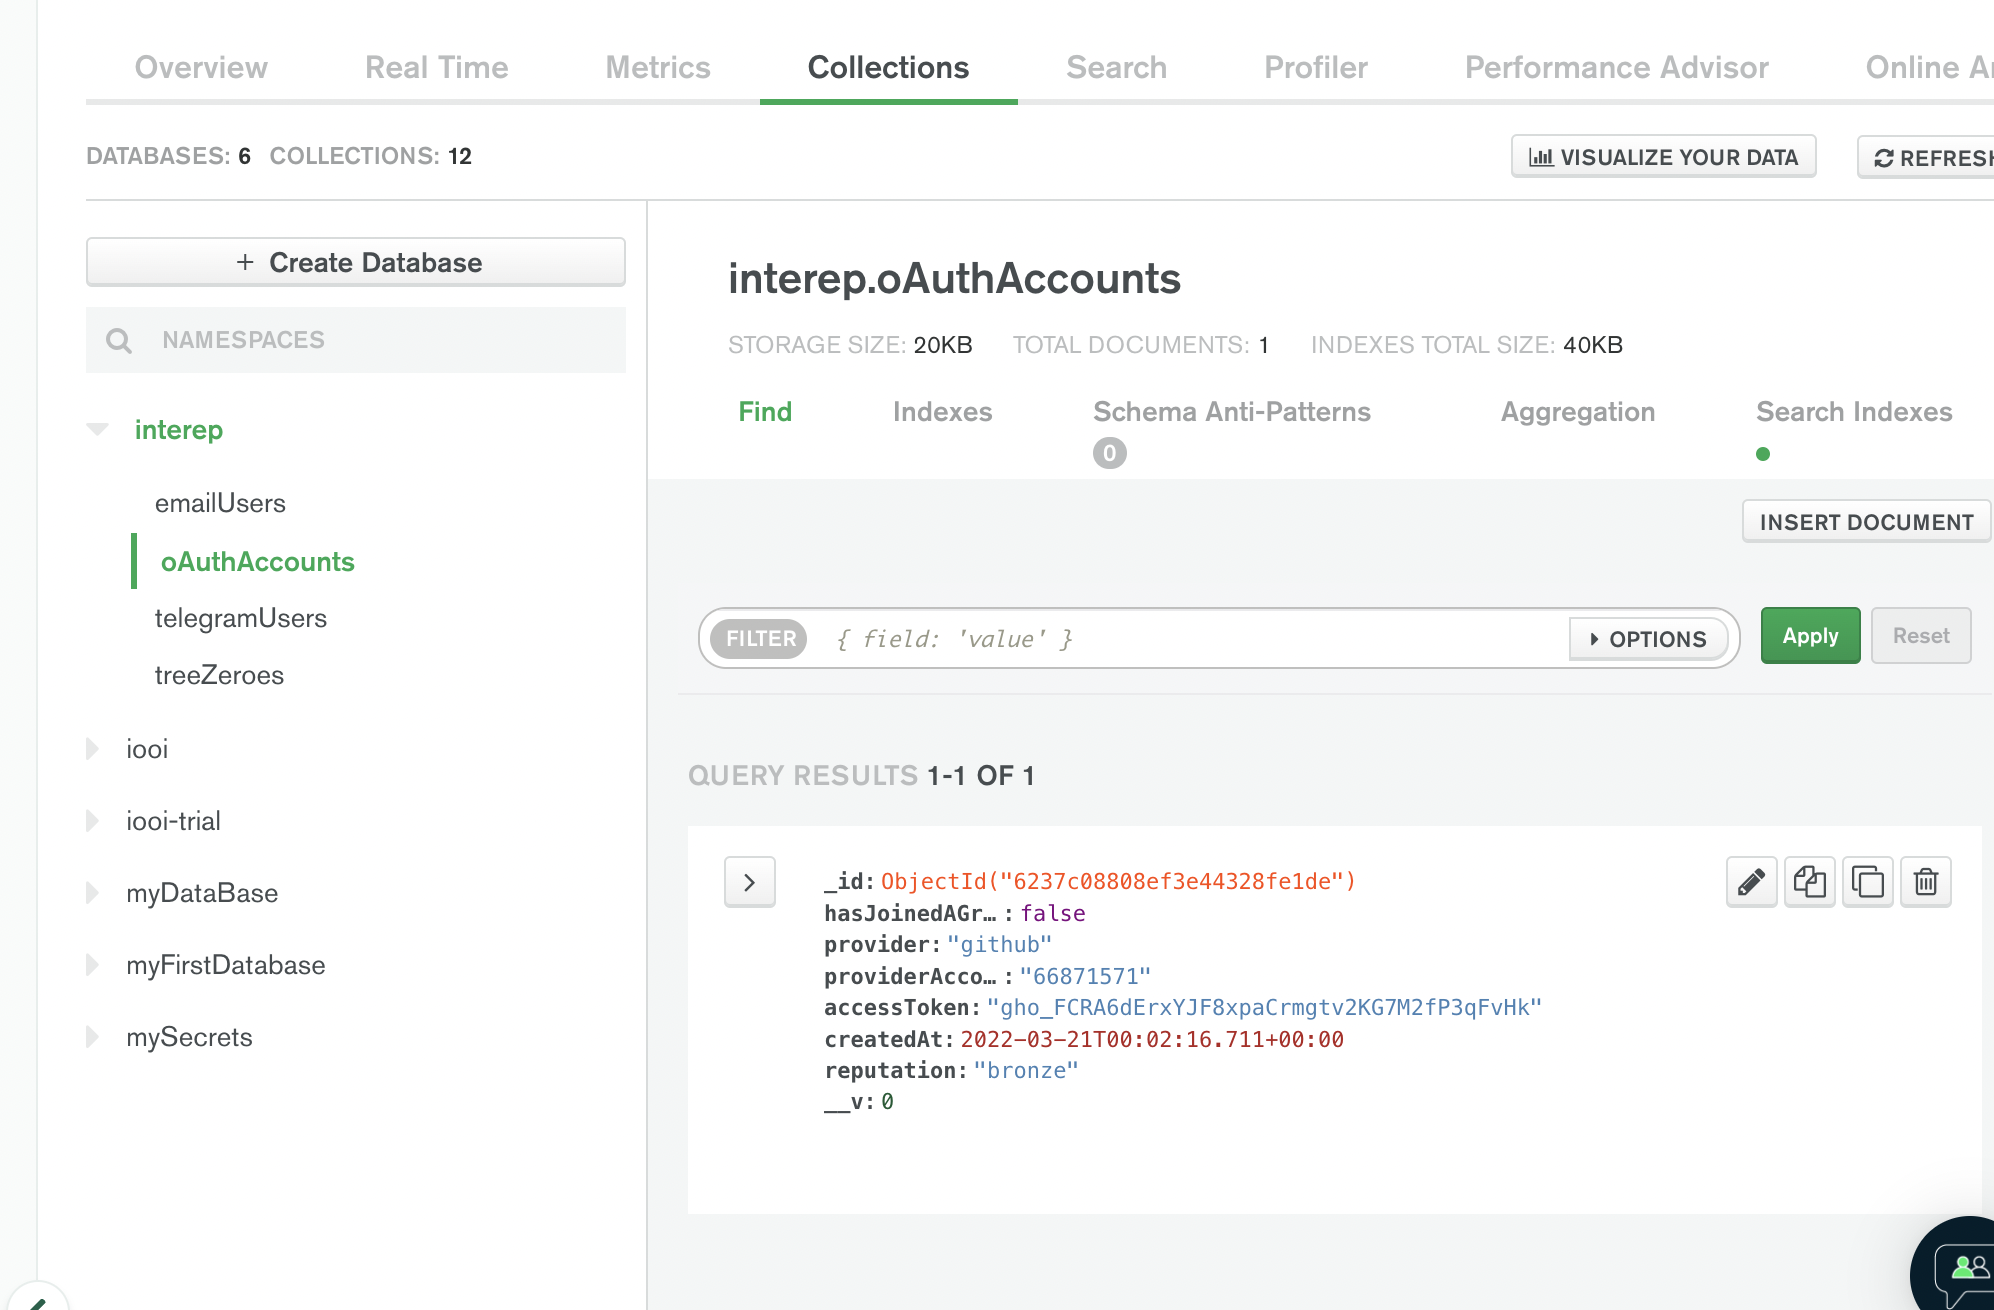 Overview Real Time Metrics Collections Search Profiler Performance Advisor Online Ar
DATABASES: 6 COLLECTIONS: 12
VISUALIZE YOUR DATA
REFRESH
+ Create Database
NAMESPACES
interep
emailUsers
oAuthAccounts
telegramUsers
treeZeroes
iooi
iooi-trial
myDataBase
myFirstDatabase
mySecrets
interep.oAuthAccounts
STORAGE SIZE: 20KB TOTAL DOCUMENTS: 1 INDEXES TOTAL SIZE: 40KB
Find Indexes Schema Anti-Patterns Aggregation Search Indexes
0
INSERT DOCUMENT
FILTER { field: 'value' } OPTIONS Apply Reset
QUERY RESULTS 1-1 OF 1
_id: ObjectId("6237c08808ef3e44328fe1de")
hasJoinedAGr… : false
provider: "github"
providerAcco… : "66871571"
accessToken: "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"
createdAt: 2022-03-21T00:02:16.711+00:00
reputation: "bronze"
__v: 0